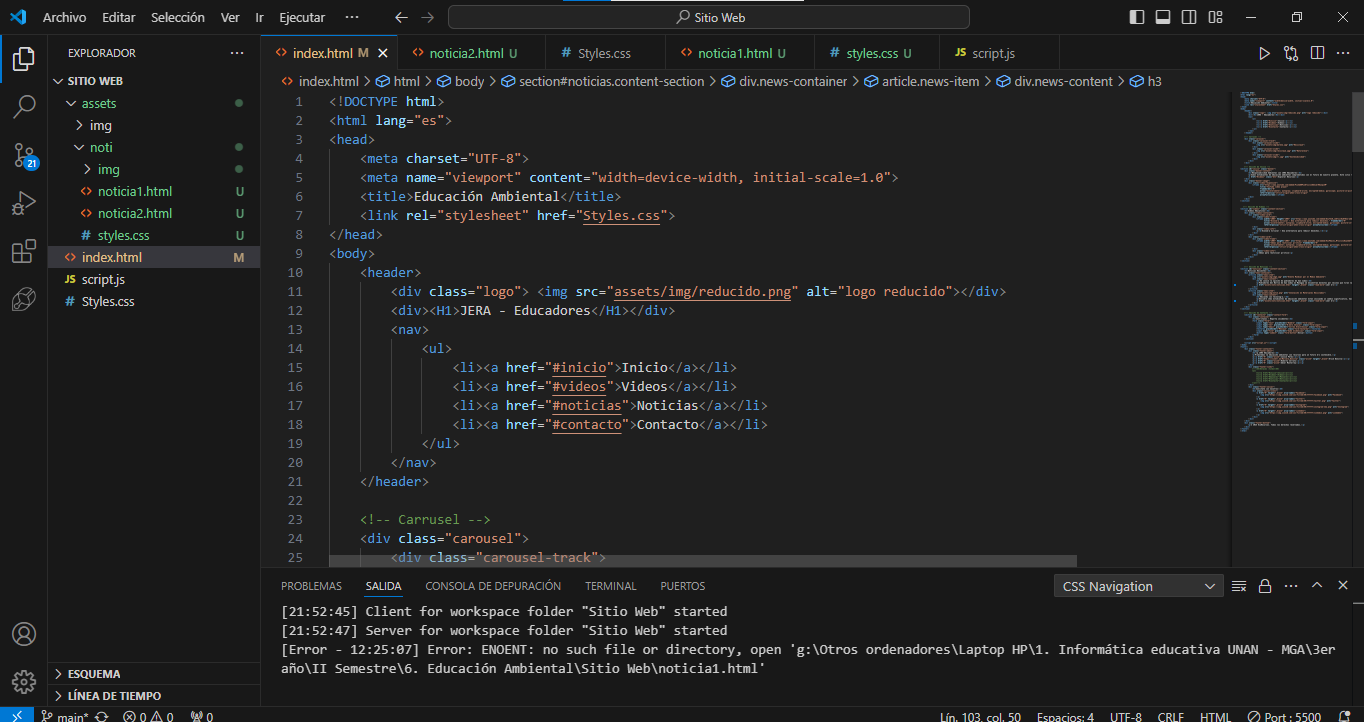 Archivo Editar Selección Ver Ir Ejecutar ··· Sitio Web
EXPLORADOR
SITIO WEB
assets
img
noti
img
noticia1.html U
noticia2.html U
styles.css U
index.html M
script.js
Styles.css
21
ESQUEMA
LÍNEA DE TIEMPO
index.html M noticia2.html U Styles.css noticia1.html U styles.css U script.js
index.html > html > body > section#noticias.content-section > div.news-container > article.news-item > div.news-content > h3
1 <!DOCTYPE html>
2 <html lang="es">
3 <head>
4 <meta charset="UTF-8">
5 <meta name="viewport" content="width=device-width, initial-scale=1.0">
6 <title>Educación Ambiental</title>
7 <link rel="stylesheet" href="Styles.css">
8 </head>
9 <body>
10 <header>
11 <div class="logo"> <img src="assets/img/reducido.png" alt="logo reducido"></div>
12 <div><H1>JERA - Educadores</H1></div>
13 <nav>
14 <ul>
15 <li><a href="#inicio">Inicio</a></li>
16 <li><a href="#videos">Videos</a></li>
17 <li><a href="#noticias">Noticias</a></li>
18 <li><a href="#contacto">Contacto</a></li>
19 </ul>
20 </nav>
21 </header>
22
23 <!-- Carrusel -->
24 <div class="carousel">
25 <div class="carousel-track">
PROBLEMAS SALIDA CONSOLA DE DEPURACIÓN TERMINAL PUERTOS CSS Navigation
[21:52:45] Client for workspace folder "Sitio Web" started
[21:52:47] Server for workspace folder "Sitio Web" started
[Error - 12:25:07] Error: ENOENT: no such file or directory, open 'g:\Otros ordenadores\Laptop HP\1. Informática educativa UNAN - MGA\3er
año\II Semestre\6. Educación Ambiental\Sitio Web\noticia1.html'
main* 0 0 0 Lín. 103, col. 50 Espacios: 4 UTF-8 CRLF HTML Port : 5500